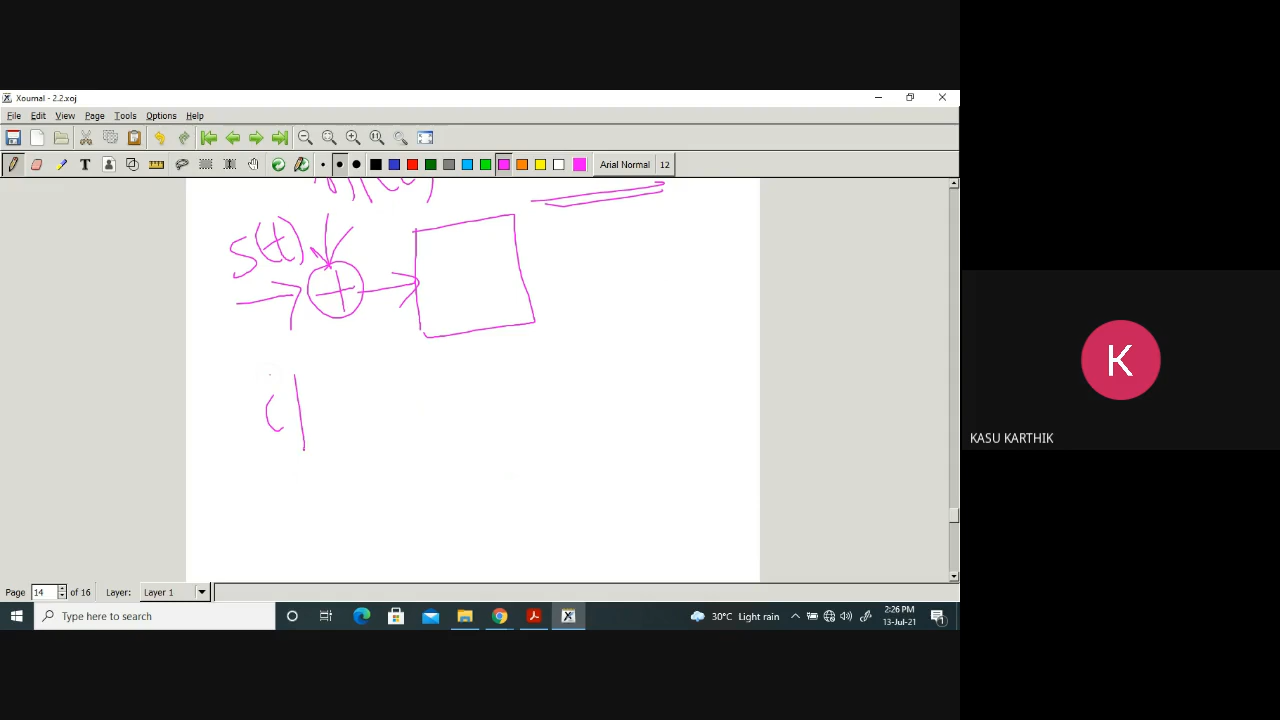 Xournal - 2.2.xoj
File Edit View Page Tools Options Help
Arial Normal 12
s(t)
K
KASU KARTHIK
Page 14 of 16 Layer: Layer 1
Type here to search
30°C Light rain
2:26 PM
13-Jul-21
1